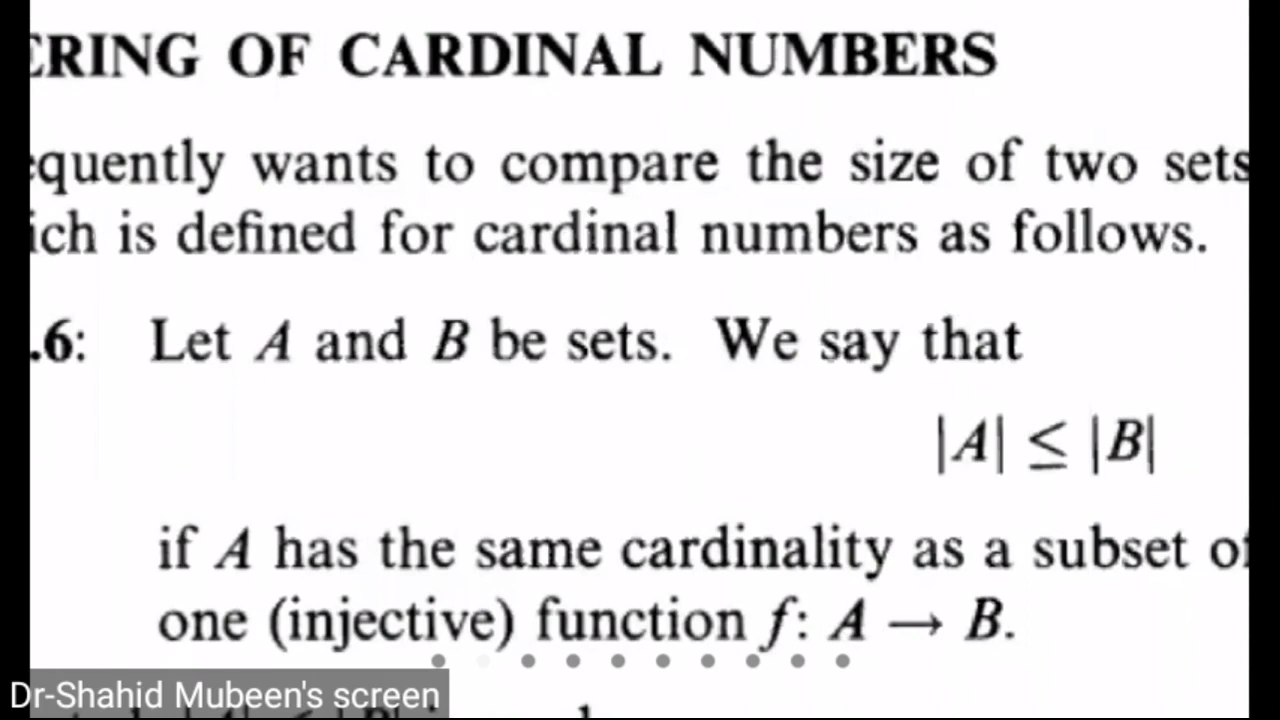 ERING OF CARDINAL NUMBERS
equently wants to compare the size of two sets
ich is defined for cardinal numbers as follows.
.6: Let A and B be sets. We say that
|A| ≤ |B|
if A has the same cardinality as a subset of
one (injective) function f: A → B.
Dr-Shahid Mubeen's screen